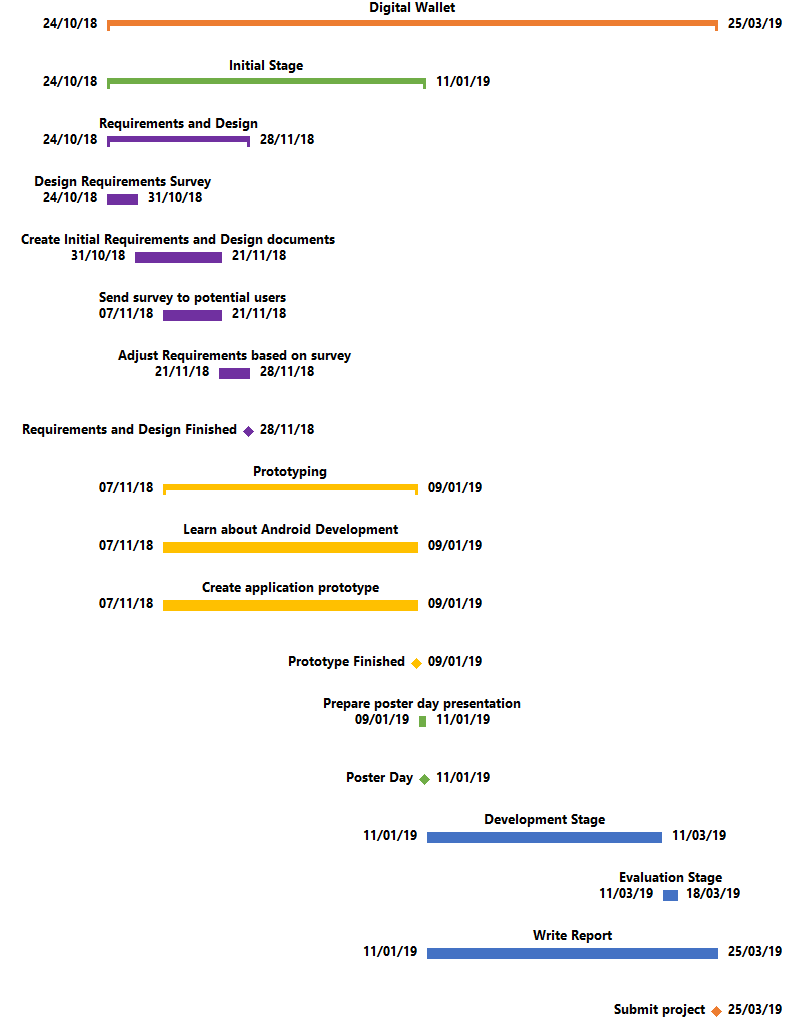 Digital Wallet
24/10/18 25/03/19
Initial Stage
24/10/18 11/01/19
Requirements and Design
24/10/18 28/11/18
Design Requirements Survey
24/10/18 31/10/18
Create Initial Requirements and Design documents
31/10/18 21/11/18
Send survey to potential users
07/11/18 21/11/18
Adjust Requirements based on survey
21/11/18 28/11/18
Requirements and Design Finished 28/11/18
Prototyping
07/11/18 09/01/19
Learn about Android Development
07/11/18 09/01/19
Create application prototype
07/11/18 09/01/19
Prototype Finished 09/01/19
Prepare poster day presentation
09/01/19 11/01/19
Poster Day 11/01/19
Development Stage
11/01/19 11/03/19
Evaluation Stage
11/03/19 18/03/19
Write Report
11/01/19 25/03/19
Submit project 25/03/19